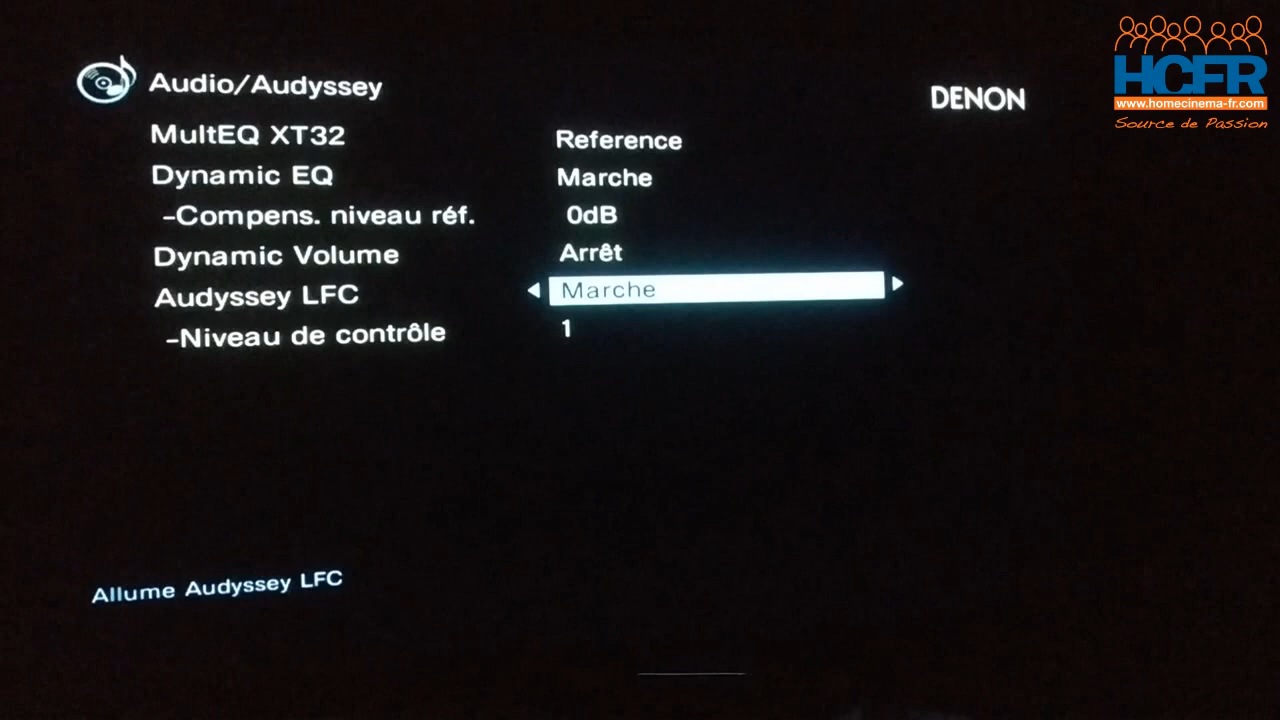 Audio/Audyssey
DENON
HCFR
www.homecinema-fr.com
Source de Passion
MultEQ XT32 Reference
Dynamic EQ Marche
-Compens. niveau réf. 0dB
Dynamic Volume Arrêt
Audyssey LFC Marche
-Niveau de contrôle 1
Allume Audyssey LFC